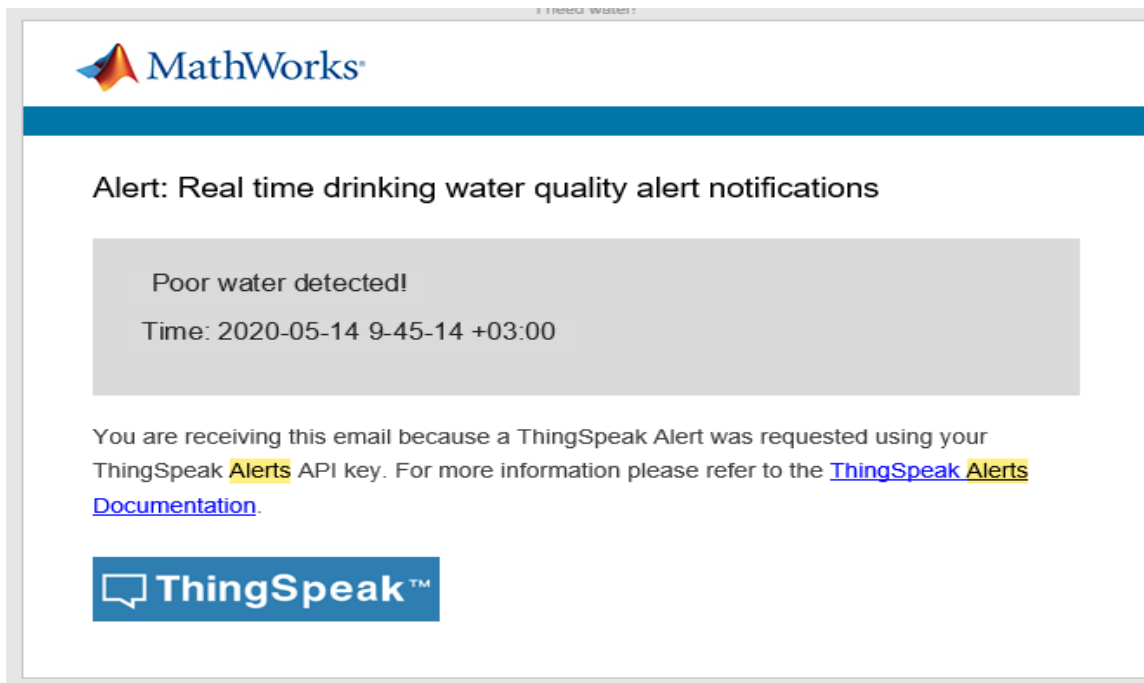 I need water!
MathWorks®
Alert: Real time drinking water quality alert notifications
Poor water detected!
Time: 2020-05-14 9-45-14 +03:00
You are receiving this email because a ThingSpeak Alert was requested using your
ThingSpeak Alerts API key. For more information please refer to the ThingSpeak Alerts
Documentation.
ThingSpeak™